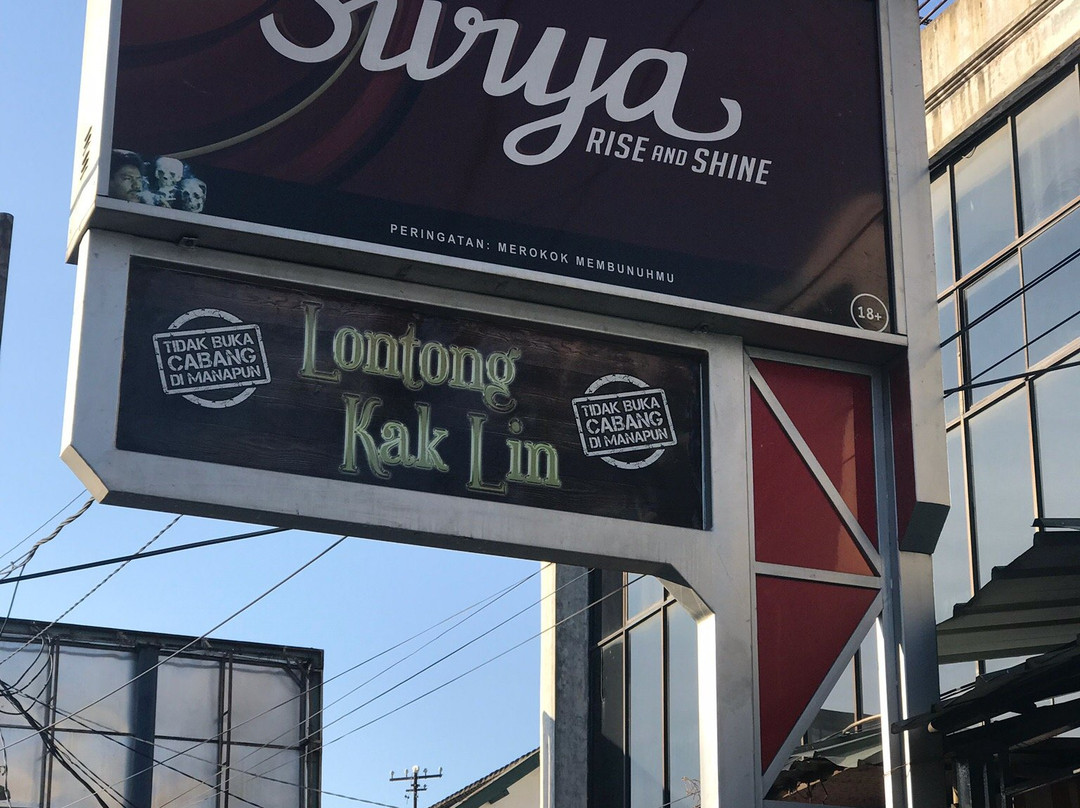 Surya
RISE AND SHINE
PERINGATAN: MEROKOK MEMBUNUHMU
18+
TIDAK BUKA
CABANG
DI MANAPUN
Lontong
Kak Lin
TIDAK BUKA
CABANG
DI MANAPUN